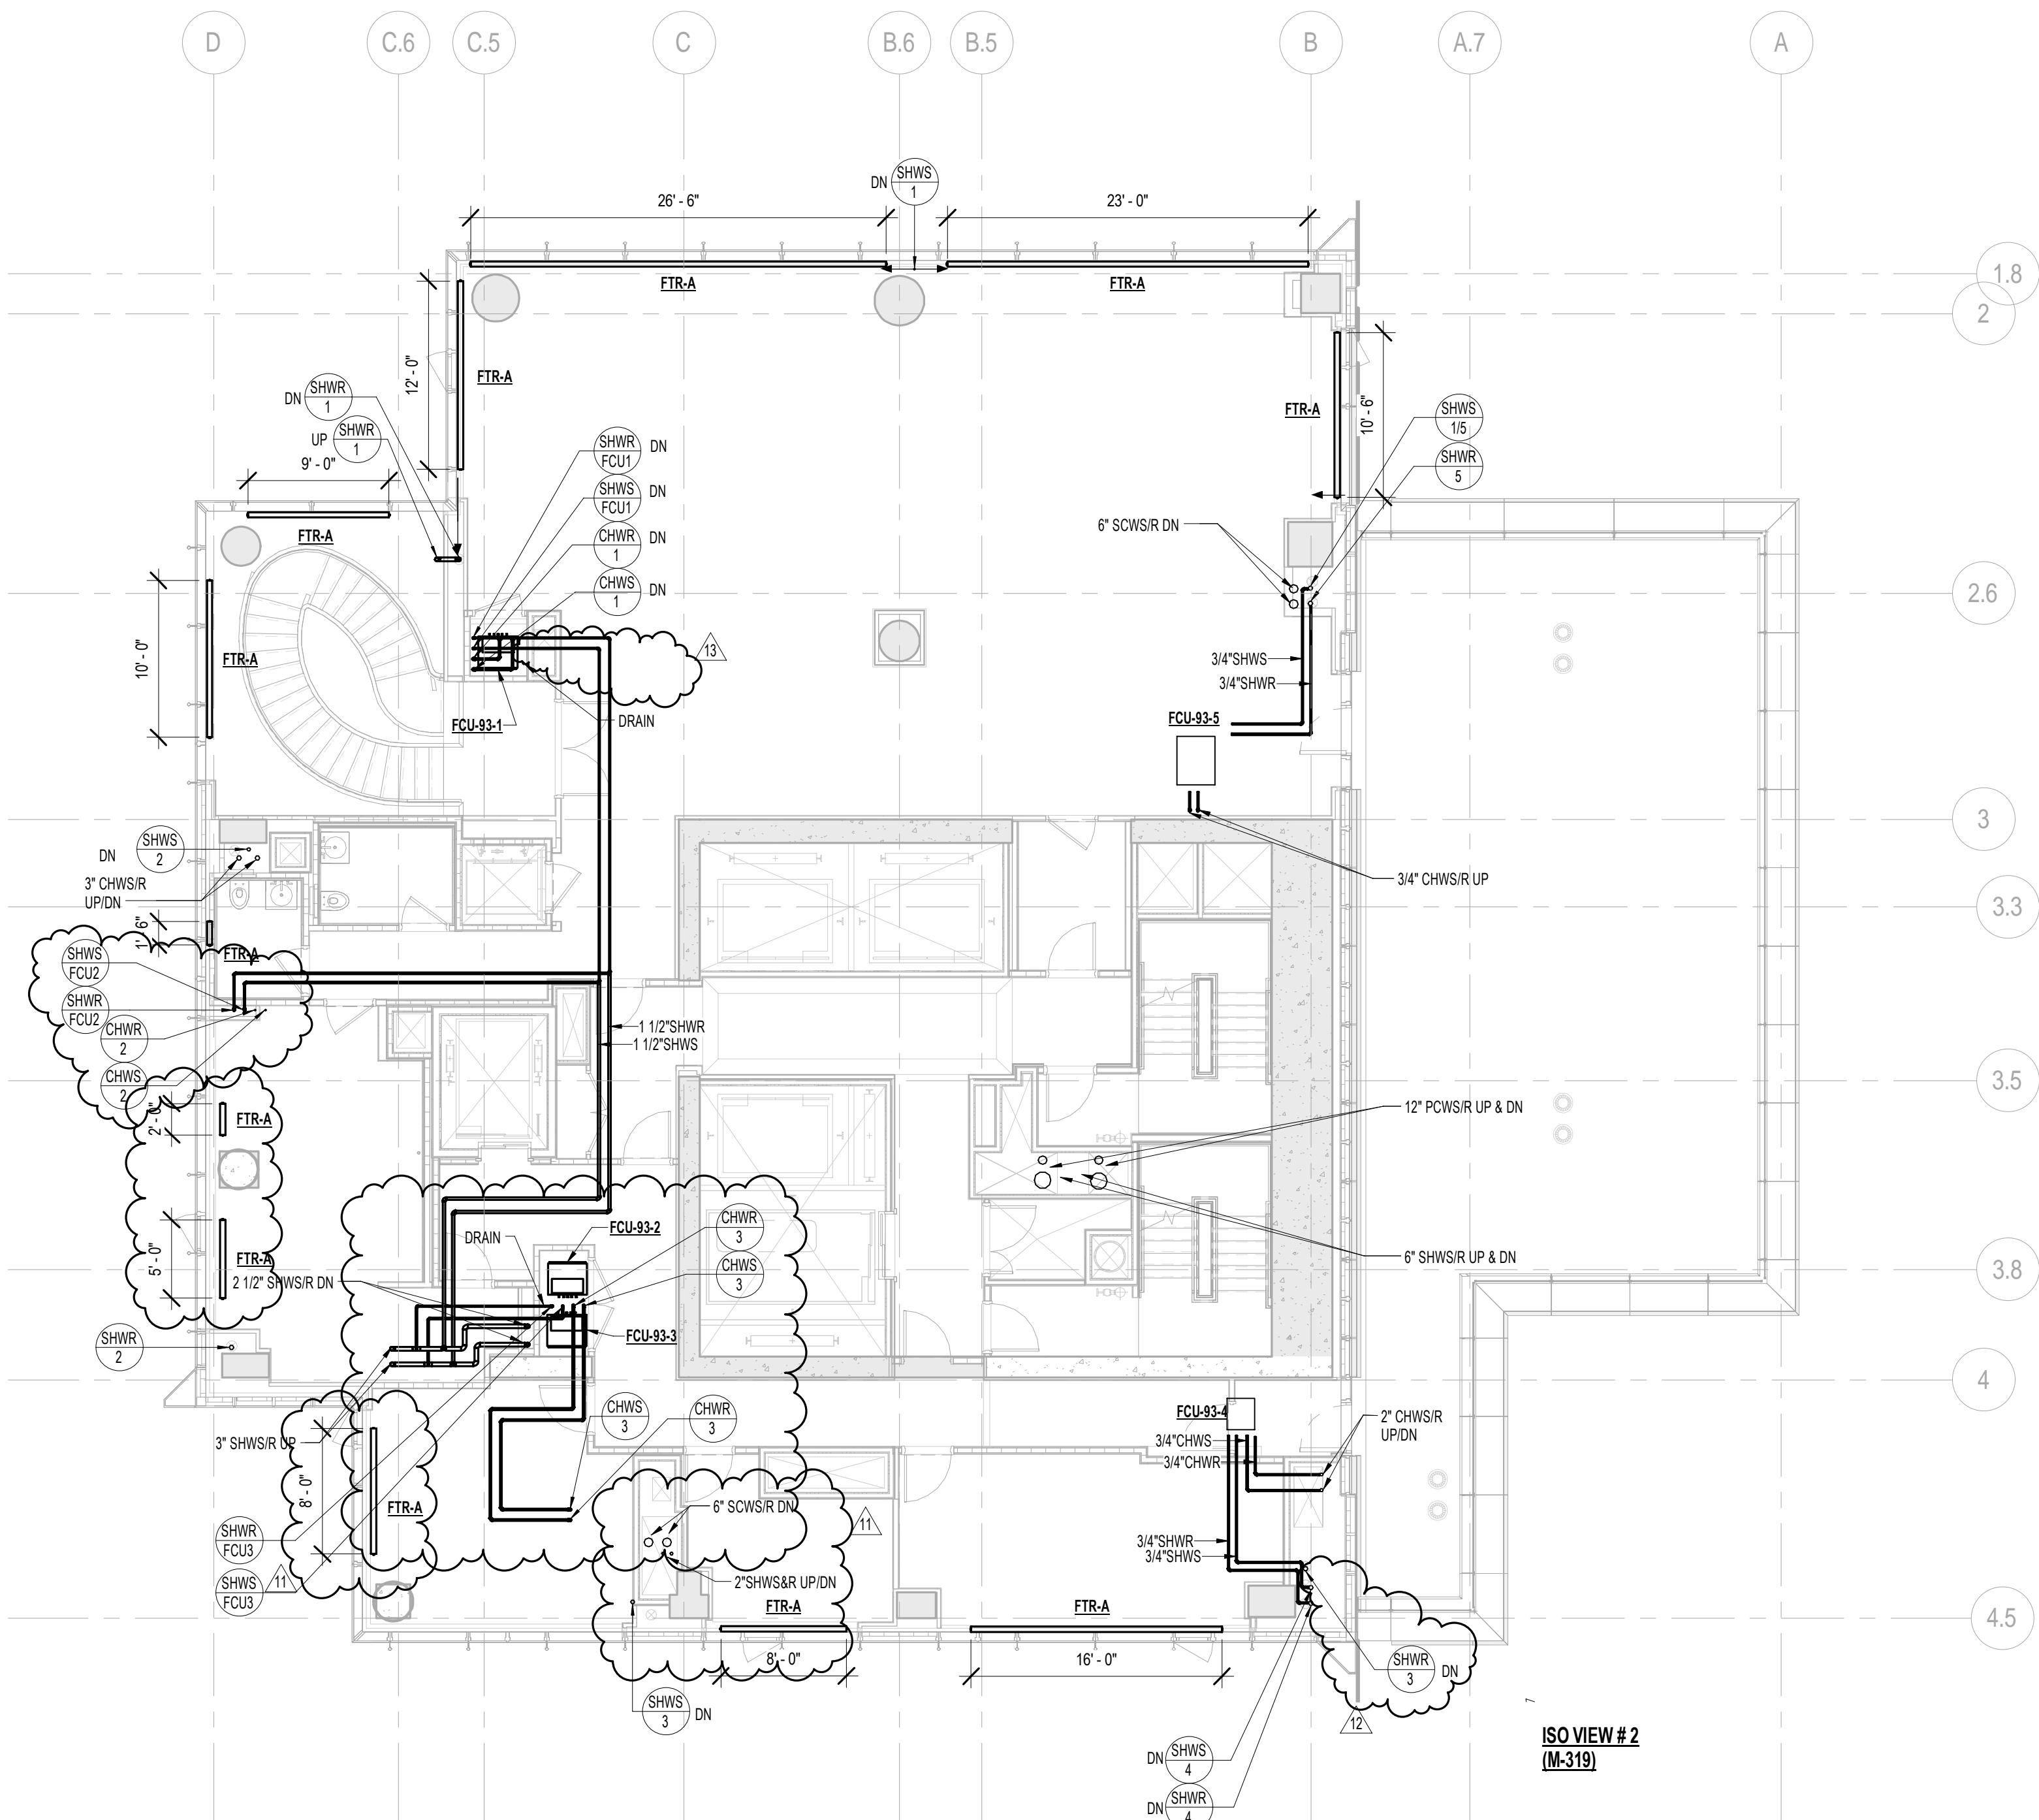 D
C.6
C.5
C
B.6
B.5
B
A.7
A
DN
SHWS
1
26' - 6"
23' - 0"
FTR-A
FTR-A
1.8
2
12' - 0"
FTR-A
FTR-A
10' - 6"
DN
SHWR
1
UP
SHWR
1
9' - 0"
FTR-A
SHWR
FCU1
DN
SHWS
FCU1
DN
CHWR
1
DN
CHWS
1
DN
SHWS
1/5
SHWR
5
6" SCWS/R DN
2.6
10' - 0"
FTR-A
13
3/4"SHWS
3/4"SHWR
FCU-93-1
DRAIN
FCU-93-5
3
DN
SHWS
2
3" CHWS/R
UP/DN
3/4" CHWS/R UP
3.3
1' - 6"
FTR-A
SHWS
FCU2
SHWR
FCU2
CHWR
2
CHWS
2
1 1/2"SHWR
1 1/2"SHWS
3.5
2' - 0"
FTR-A
12" PCWS/R UP & DN
5' - 0"
FTR-A
2 1/2" SHWS/R DN
DRAIN
FCU-93-2
CHWR
3
CHWS
3
6" SHWS/R UP & DN
3.8
SHWR
2
FCU-93-3
4
3" SHWS/R UP
8' - 0"
FTR-A
CHWS
3
CHWR
3
FCU-93-4
3/4"CHWS
3/4"CHWR
2" CHWS/R
UP/DN
6" SCWS/R DN
11
SHWR
FCU3
SHWS
FCU3
11
3/4"SHWR
3/4"SHWS
2"SHWS&R UP/DN
FTR-A
FTR-A
4.5
8' - 0"
16' - 0"
SHWR
3
DN
SHWS
3
DN
12
7
ISO VIEW # 2
(M-319)
DN
SHWS
4
DN
SHWR
4